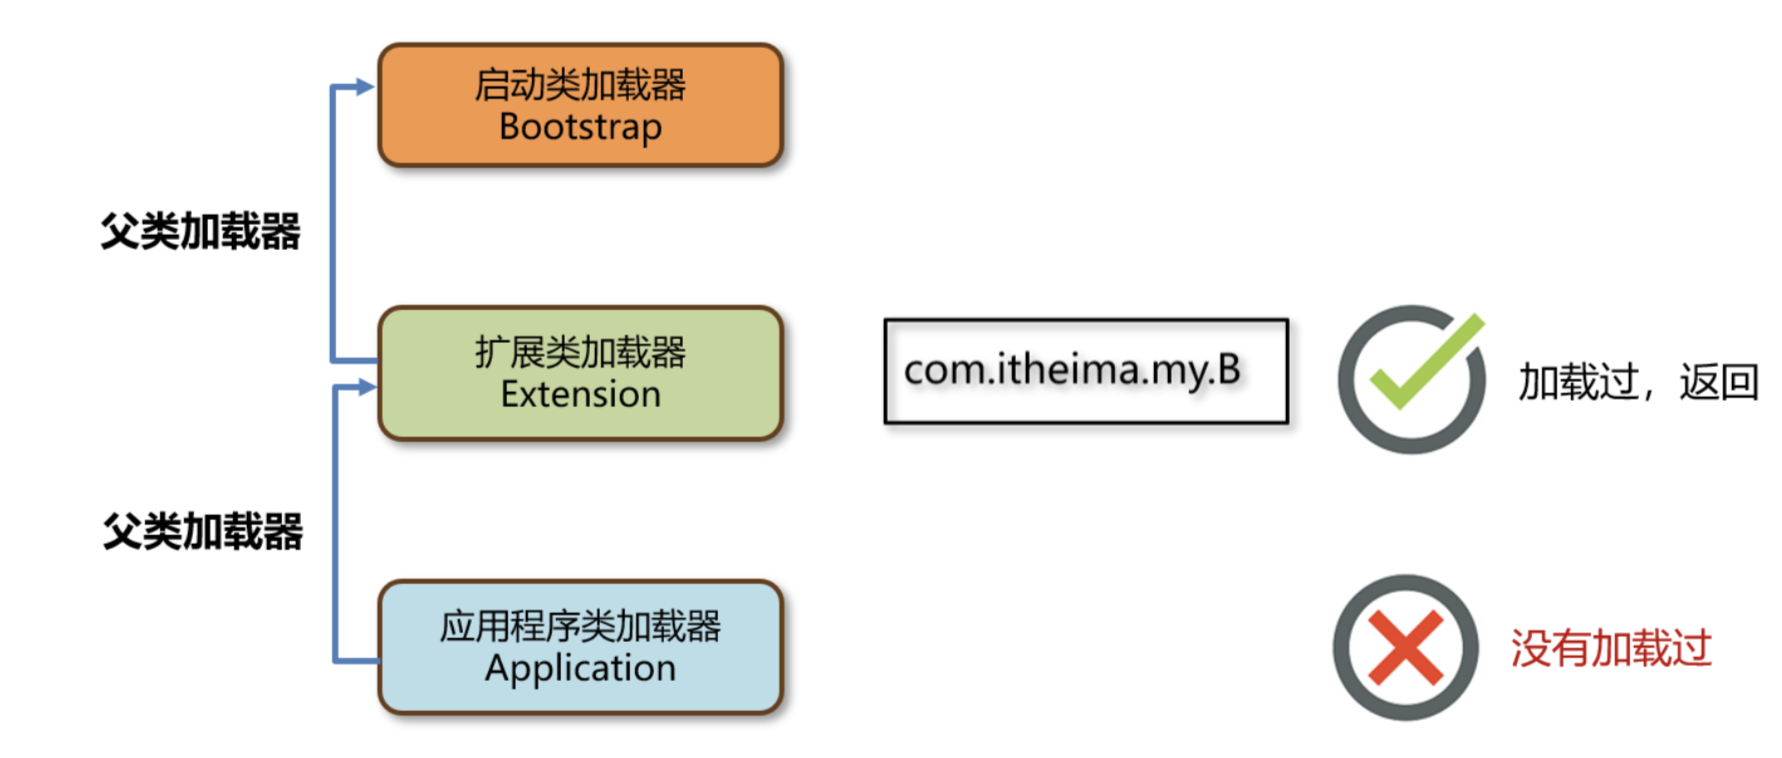 启动类加载器
Bootstrap
父类加载器
扩展类加载器
Extension
com.itheima.my.B
加载过，返回
父类加载器
应用程序类加载器
Application
没有加载过